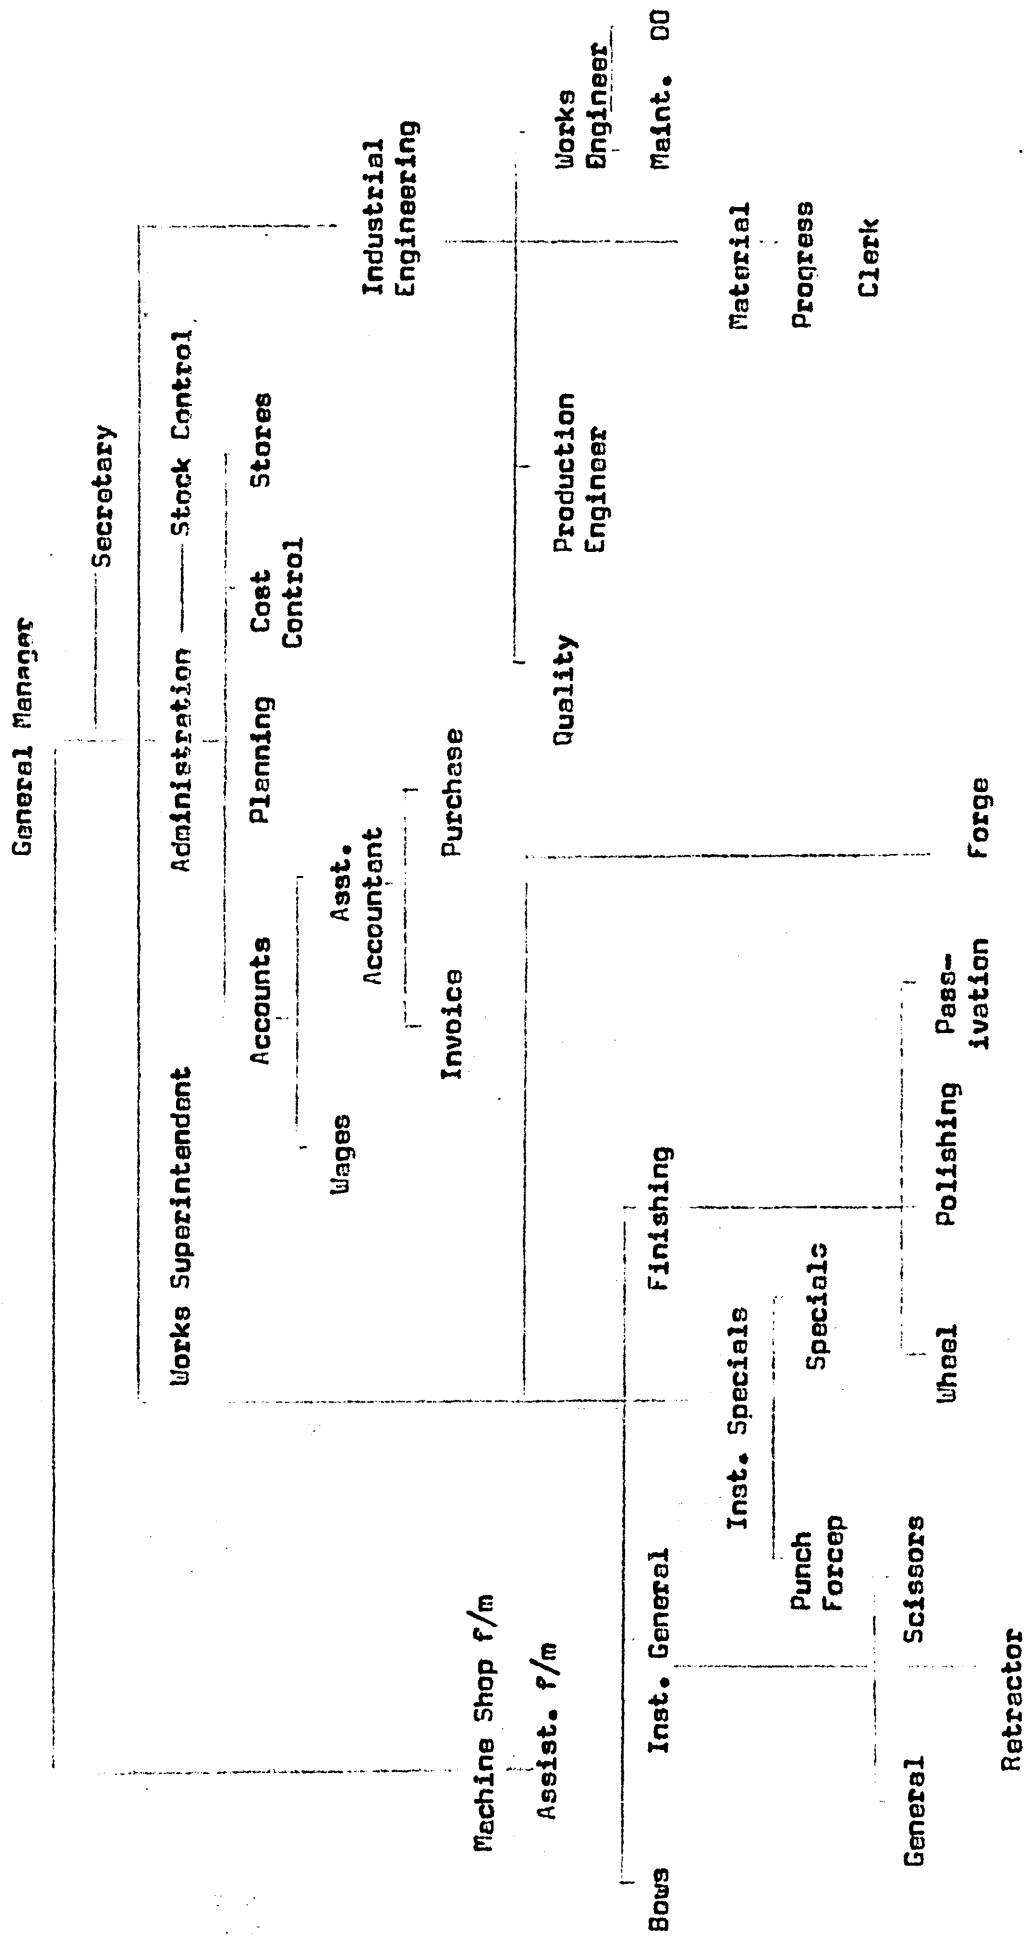 General Manager
Secretary
Works Superintendent
Administration
Stock Control
Accounts
Planning
Cost
Control
Stores
Wages
Asst.
Accountant
Invoice
Purchase
Industrial
Engineering
Machine Shop f/m
Assist. f/m
Quality
Production
Engineer
Works
Engineer
Maint. OO
Bows
Inst. General
Finishing
Inst. Specials
Material
Progress
Clerk
Punch
Forcep
Specials
General
Scissors
Retractor
Wheel
Polishing
Pass-
ivation
Forge